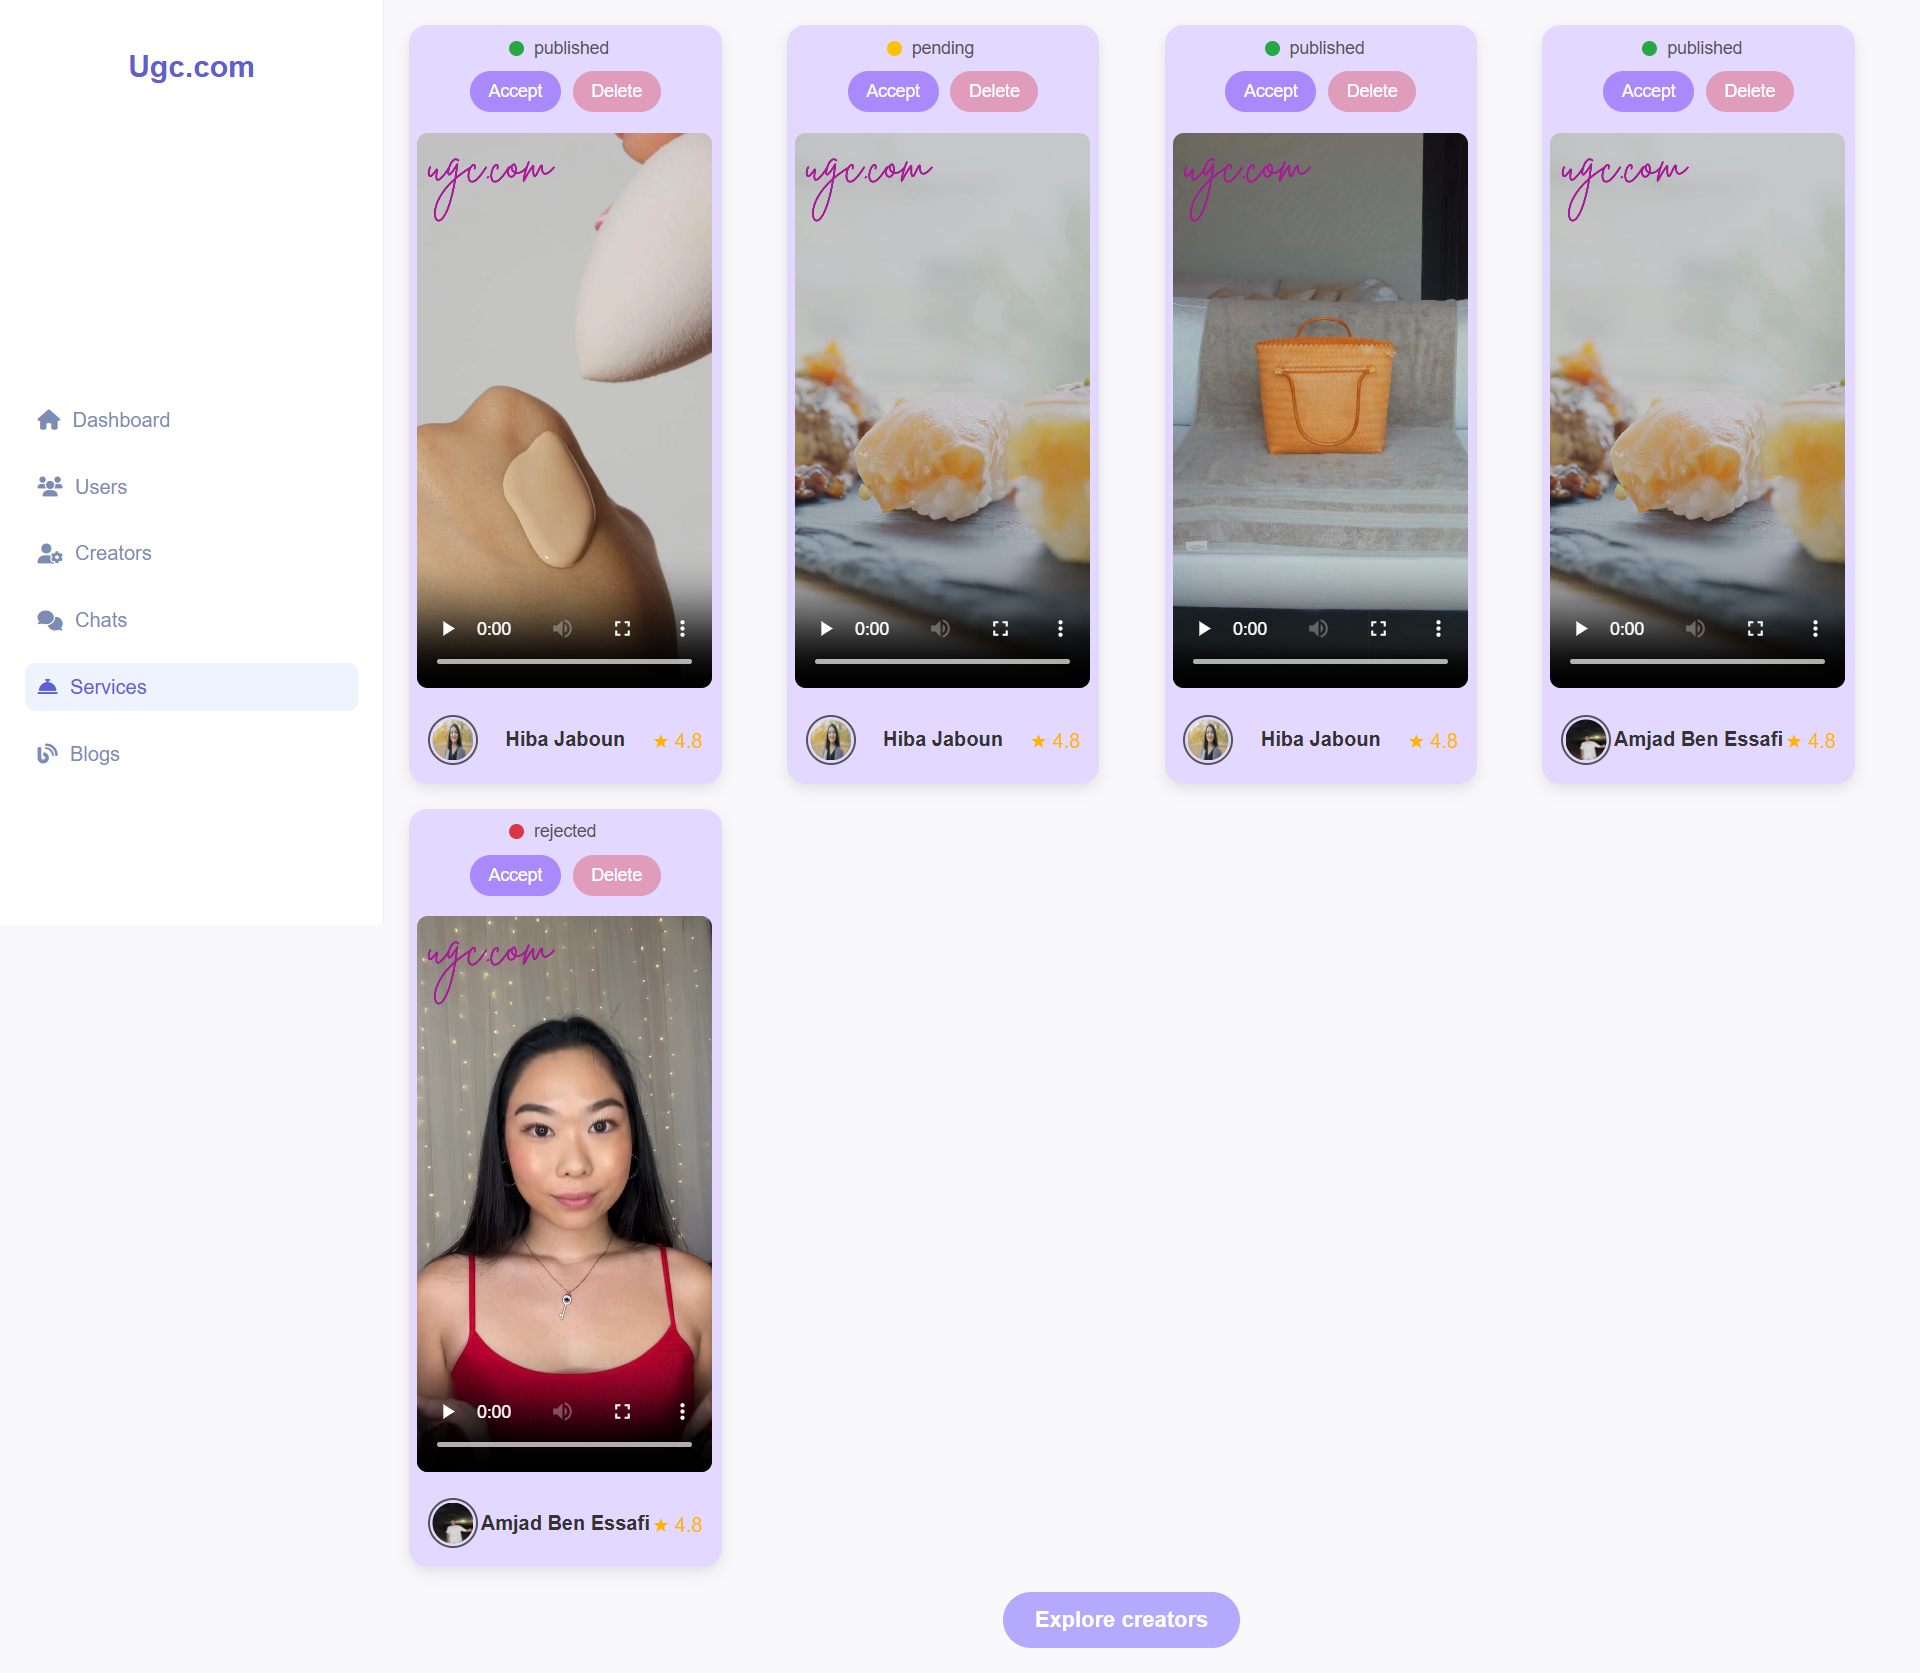 Ugc.com
Dashboard
Users
Creators
Chats
Services
Blogs
published
Accept Delete
ugc.com
0:00
Hiba Jaboun ★ 4.8
pending
Accept Delete
ugc.com
0:00
Hiba Jaboun ★ 4.8
published
Accept Delete
ugc.com
0:00
Hiba Jaboun ★ 4.8
published
Accept Delete
ugc.com
0:00
Amjad Ben Essafi ★ 4.8
rejected
Accept Delete
ugc.com
0:00
Amjad Ben Essafi ★ 4.8
Explore creators